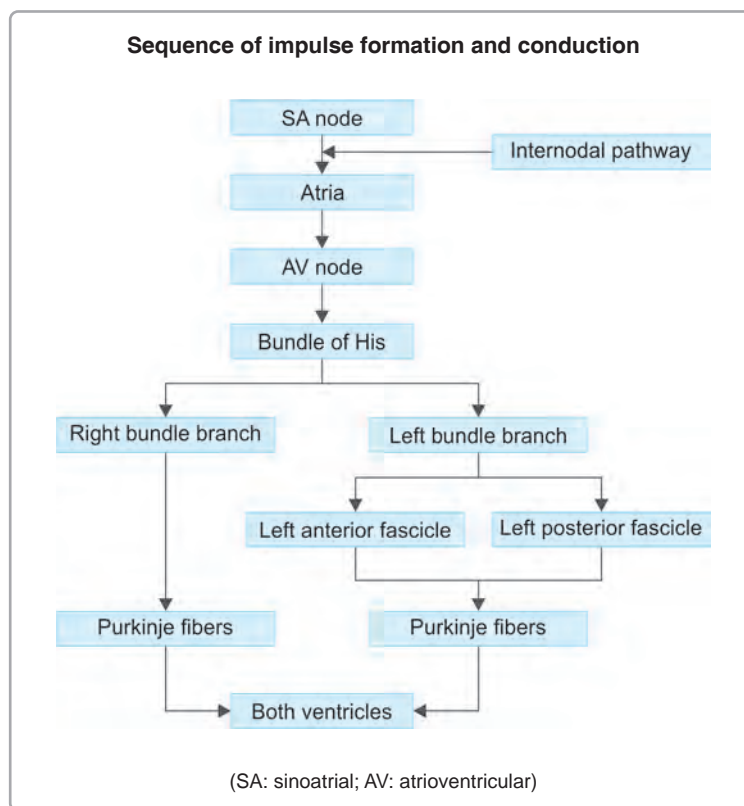 Sequence of impulse formation and conduction
SA node
Internodal pathway
Atria
AV node
Bundle of His
Right bundle branch
Left bundle branch
Left anterior fascicle
Left posterior fascicle
Purkinje fibers
Purkinje fibers
Both ventricles
(SA: sinoatrial; AV: atrioventricular)